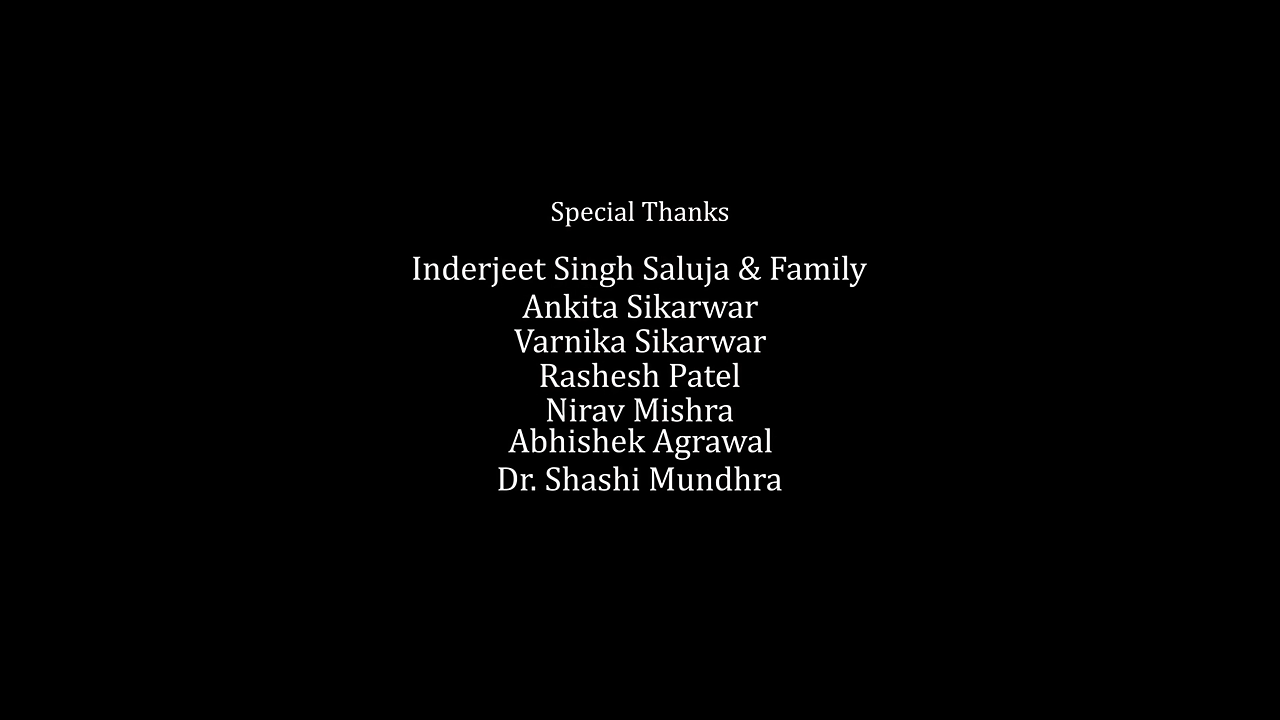 Special Thanks
Inderjeet Singh Saluja & Family
Ankita Sikarwar
Varnika Sikarwar
Rashesh Patel
Nirav Mishra
Abhishek Agrawal
Dr. Shashi Mundhra